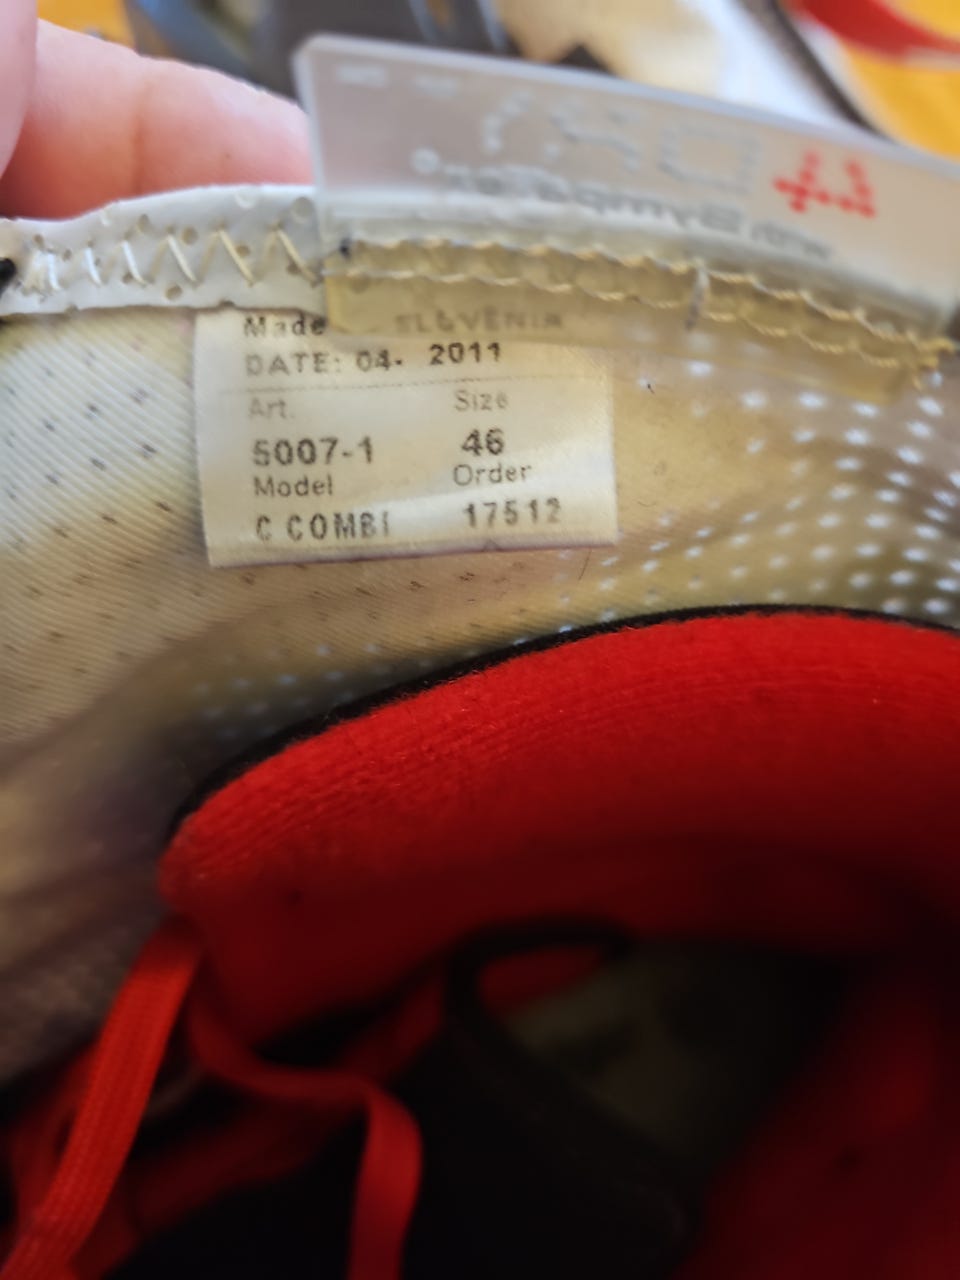 Made SLOVENIA
DATE: 04- 2011
Art. Size
5007-1 46
Model Order
C COMBI 17512